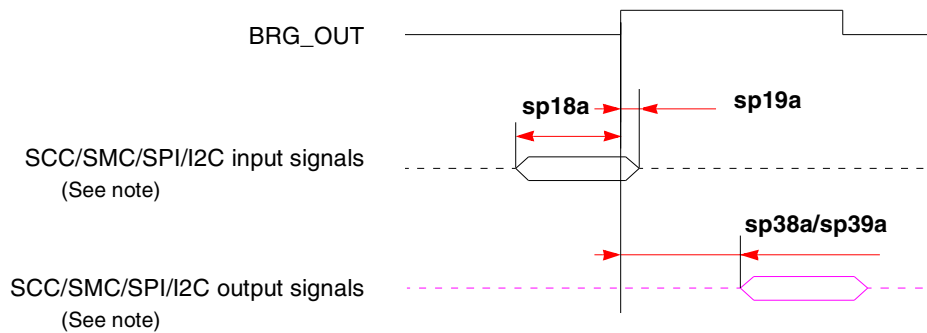 BRG_OUT
sp18a
sp19a
SCC/SMC/SPI/I2C input signals
(See note)
sp38a/sp39a
SCC/SMC/SPI/I2C output signals
(See note)